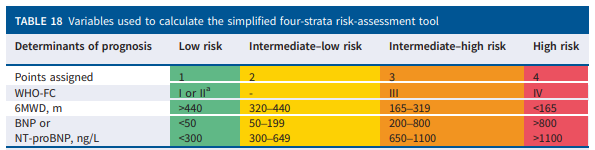 TABLE 18 Variables used to calculate the simplified four-strata risk-assessment tool
Determinants of prognosis Low risk Intermediate–low risk Intermediate–high risk High risk
Points assigned 1 2 3 4
WHO-FC I or IIa - III IV
6MWD, m >440 320–440 165–319 <165
BNP or <50 50–199 200–800 >800
NT-proBNP, ng/L <300 300–649 650–1100 >1100